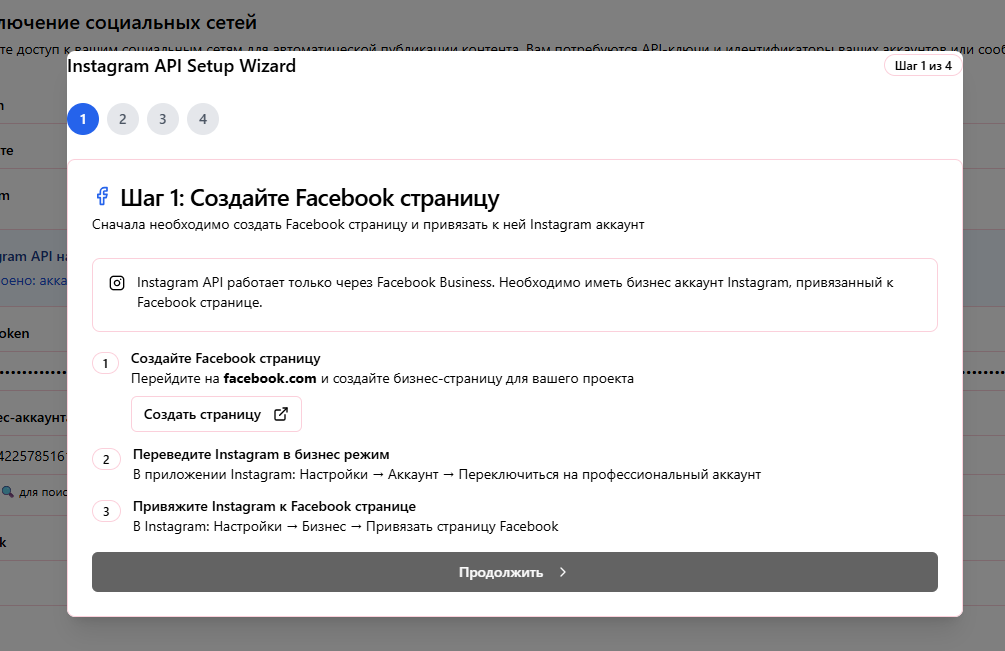 лючение социальных сетей
те доступ к вашим социальным сетям для автоматической публикации контента. Вам потребуются API-ключи и идентификаторы ваших аккаунтов или сооб
Instagram API Setup Wizard
Шаг 1 из 4
1 2 3 4
те
m
gram API на
оено: акка
oken
ес-аккаунта
4225785161
🔍 для поис
k
Шаг 1: Создайте Facebook страницу
Сначала необходимо создать Facebook страницу и привязать к ней Instagram аккаунт
Instagram API работает только через Facebook Business. Необходимо иметь бизнес аккаунт Instagram, привязанный к
Facebook странице.
1 Создайте Facebook страницу
Перейдите на facebook.com и создайте бизнес-страницу для вашего проекта
Создать страницу
2 Переведите Instagram в бизнес режим
В приложении Instagram: Настройки → Аккаунт → Переключиться на профессиональный аккаунт
3 Привяжите Instagram к Facebook странице
В Instagram: Настройки → Бизнес → Привязать страницу Facebook
Продолжить